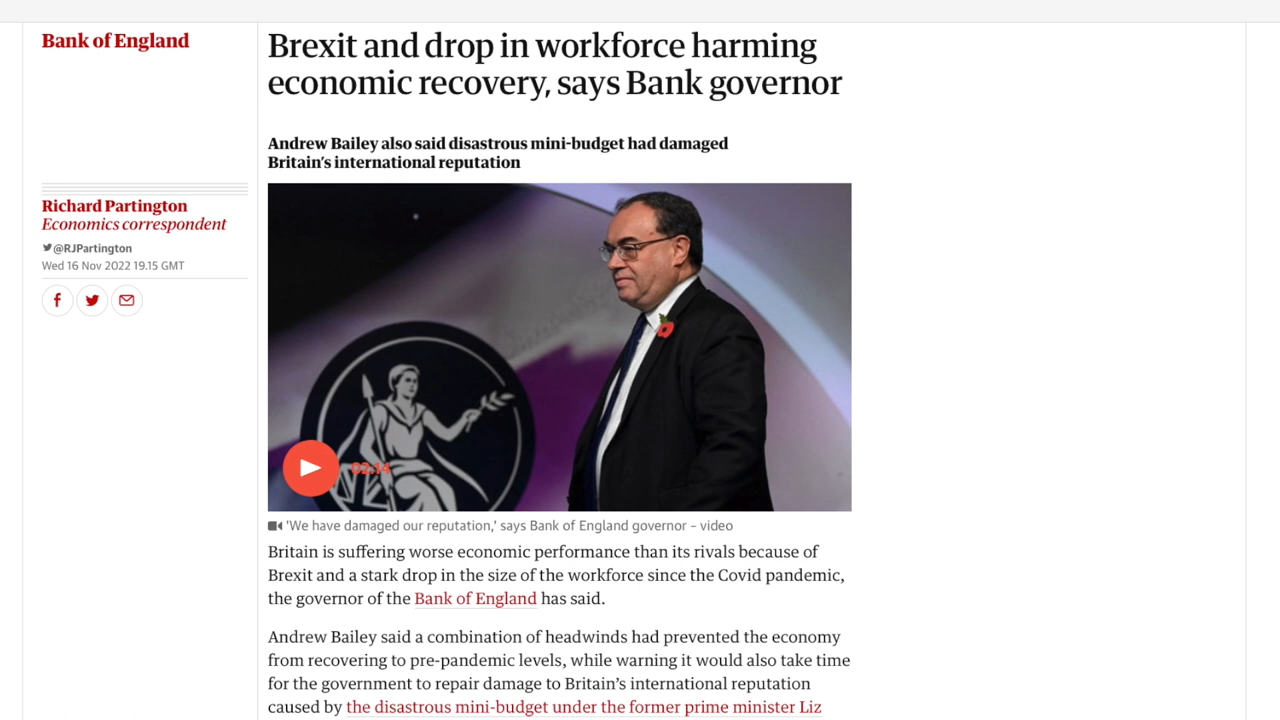 Bank of England
Brexit and drop in workforce harming
economic recovery, says Bank governor
Andrew Bailey also said disastrous mini-budget had damaged
Britain's international reputation
Richard Partington
Economics correspondent
@RJPartington
Wed 16 Nov 2022 19.15 GMT
02:14
'We have damaged our reputation,' says Bank of England governor – video
Britain is suffering worse economic performance than its rivals because of
Brexit and a stark drop in the size of the workforce since the Covid pandemic,
the governor of the Bank of England has said.
Andrew Bailey said a combination of headwinds had prevented the economy
from recovering to pre-pandemic levels, while warning it would also take time
for the government to repair damage to Britain's international reputation
caused by the disastrous mini-budget under the former prime minister Liz